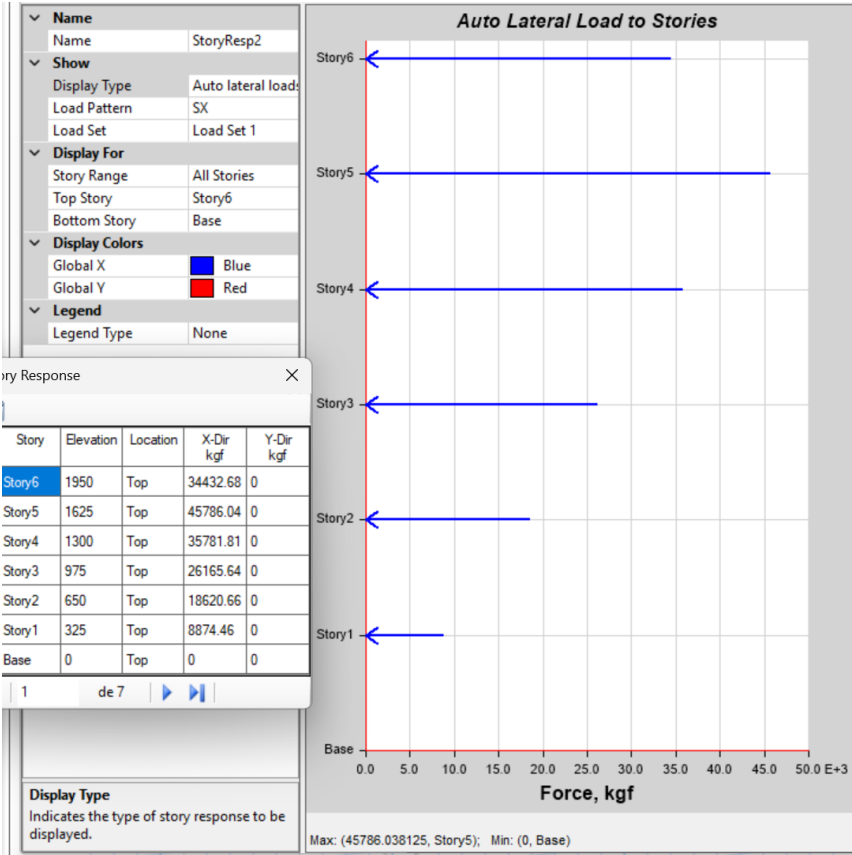 Name
Name StoryResp2
Show
Display Type Auto lateral loads
Load Pattern SX
Load Set Load Set 1
Display For
Story Range All Stories
Top Story Story6
Bottom Story Base
Display Colors
Global X Blue
Global Y Red
Legend
Legend Type None
ory Response
Story Elevation Location X-Dir kgf Y-Dir kgf
Story6 1950 Top 34432.68 0
Story5 1625 Top 45786.04 0
Story4 1300 Top 35781.81 0
Story3 975 Top 26165.64 0
Story2 650 Top 18620.66 0
Story1 325 Top 8874.46 0
Base 0 Top 0 0
1 de 7
Display Type
Indicates the type of story response to be
displayed.
Auto Lateral Load to Stories
Story6
Story5
Story4
Story3
Story2
Story1
Base
0.0 5.0 10.0 15.0 20.0 25.0 30.0 35.0 40.0 45.0 50.0 E+3
Force, kgf
Max: (45786.038125, Story5); Min: (0, Base)